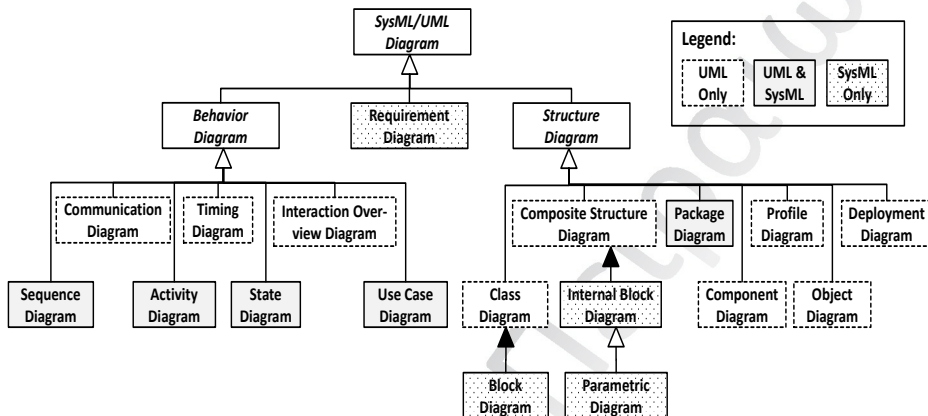 SysML/UML
Diagram
Legend:
UML
Only
UML &
SysML
SysML
Only
Behavior
Diagram
Requirement
Diagram
Structure
Diagram
Communication
Diagram
Timing
Diagram
Interaction Over-
view Diagram
Composite Structure
Diagram
Package
Diagram
Profile
Diagram
Deployment
Diagram
Sequence
Diagram
Activity
Diagram
State
Diagram
Use Case
Diagram
Class
Diagram
Internal Block
Diagram
Component
Diagram
Object
Diagram
Block
Diagram
Parametric
Diagram